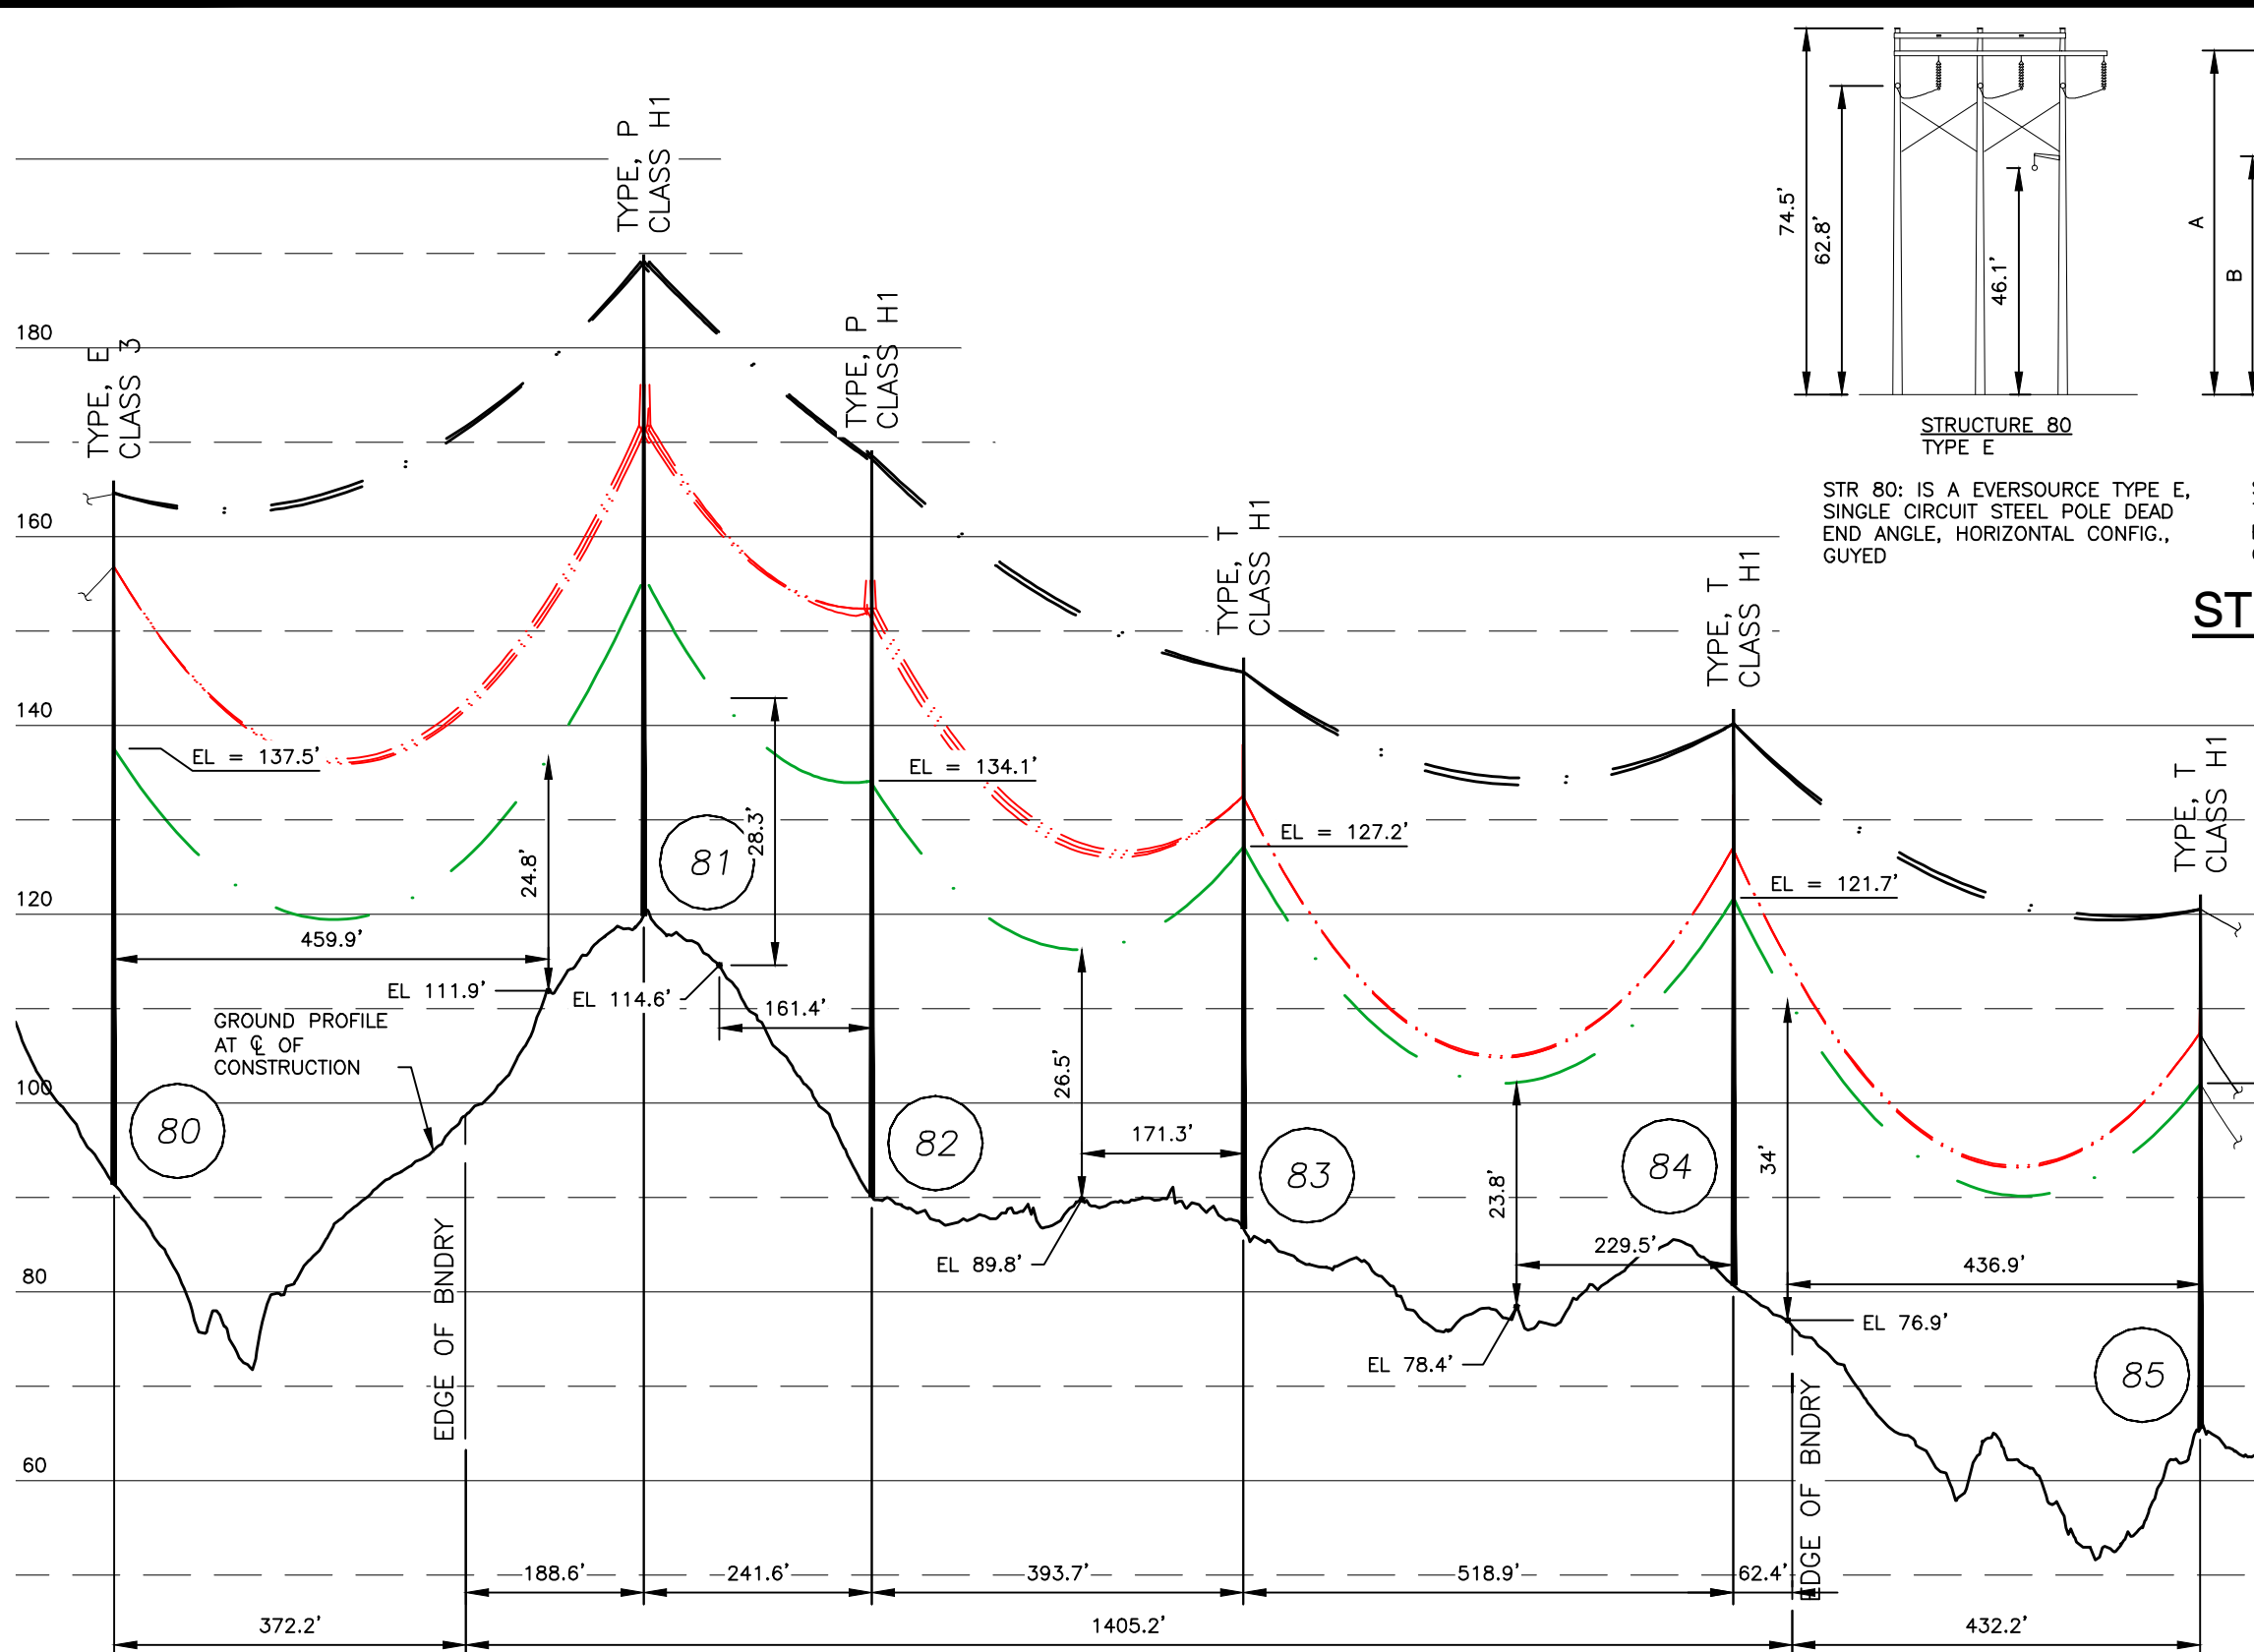 TYPE, P
CLASS H1
TYPE, P
CLASS H1
TYPE, E
CLASS 3
TYPE, T
CLASS H1
TYPE, T
CLASS H1
TYPE, T
CLASS H1
180
160
140
120
100
80
60
74.5'
62.8'
46.1'
A
B
STRUCTURE 80
TYPE E
STR 80: IS A EVERSOURCE TYPE E,
SINGLE CIRCUIT STEEL POLE DEAD
END ANGLE, HORIZONTAL CONFIG.,
GUYED
ST
EL = 137.5'
EL = 134.1'
EL = 127.2'
EL = 121.7'
24.8'
28.3'
26.5'
23.8'
34'
459.9'
161.4'
171.3'
229.5'
436.9'
EL 111.9'
EL 114.6'
EL 89.8'
EL 78.4'
EL 76.9'
GROUND PROFILE
AT ℄ OF
CONSTRUCTION
80
81
82
83
84
85
EDGE OF BNDRY
EDGE OF BNDRY
188.6'
241.6'
393.7'
518.9'
62.4'
372.2'
1405.2'
432.2'